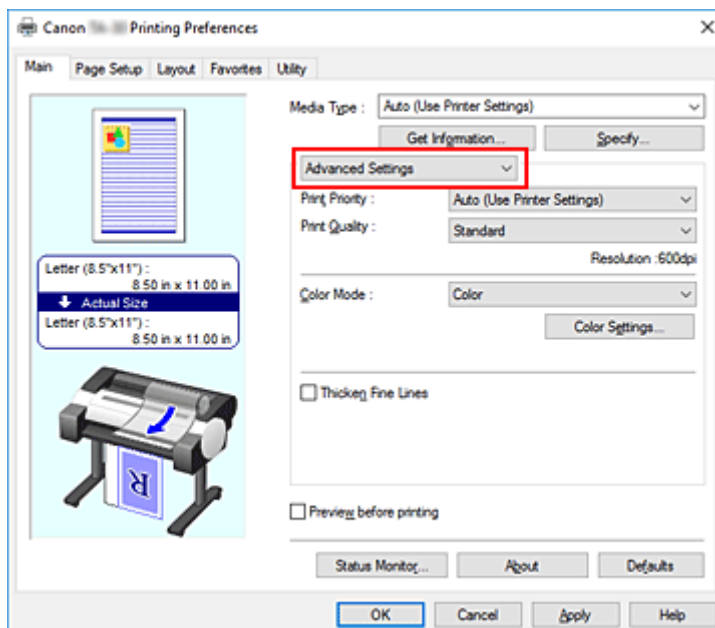 Canon Printing Preferences
Main Page Setup Layout Favorites Utility
Media Type : Auto (Use Printer Settings)
Get Information... Specify...
Advanced Settings
Print Priority : Auto (Use Printer Settings)
Print Quality : Standard
Resolution :600dpi
Letter (8.5"x11") :
8.50 in x 11.00 in
Actual Size
Letter (8.5"x11") :
8.50 in x 11.00 in
Color Mode : Color
Color Settings...
Thicken Fine Lines
R
Preview before printing
Status Monitor... About Defaults
OK Cancel Apply Help